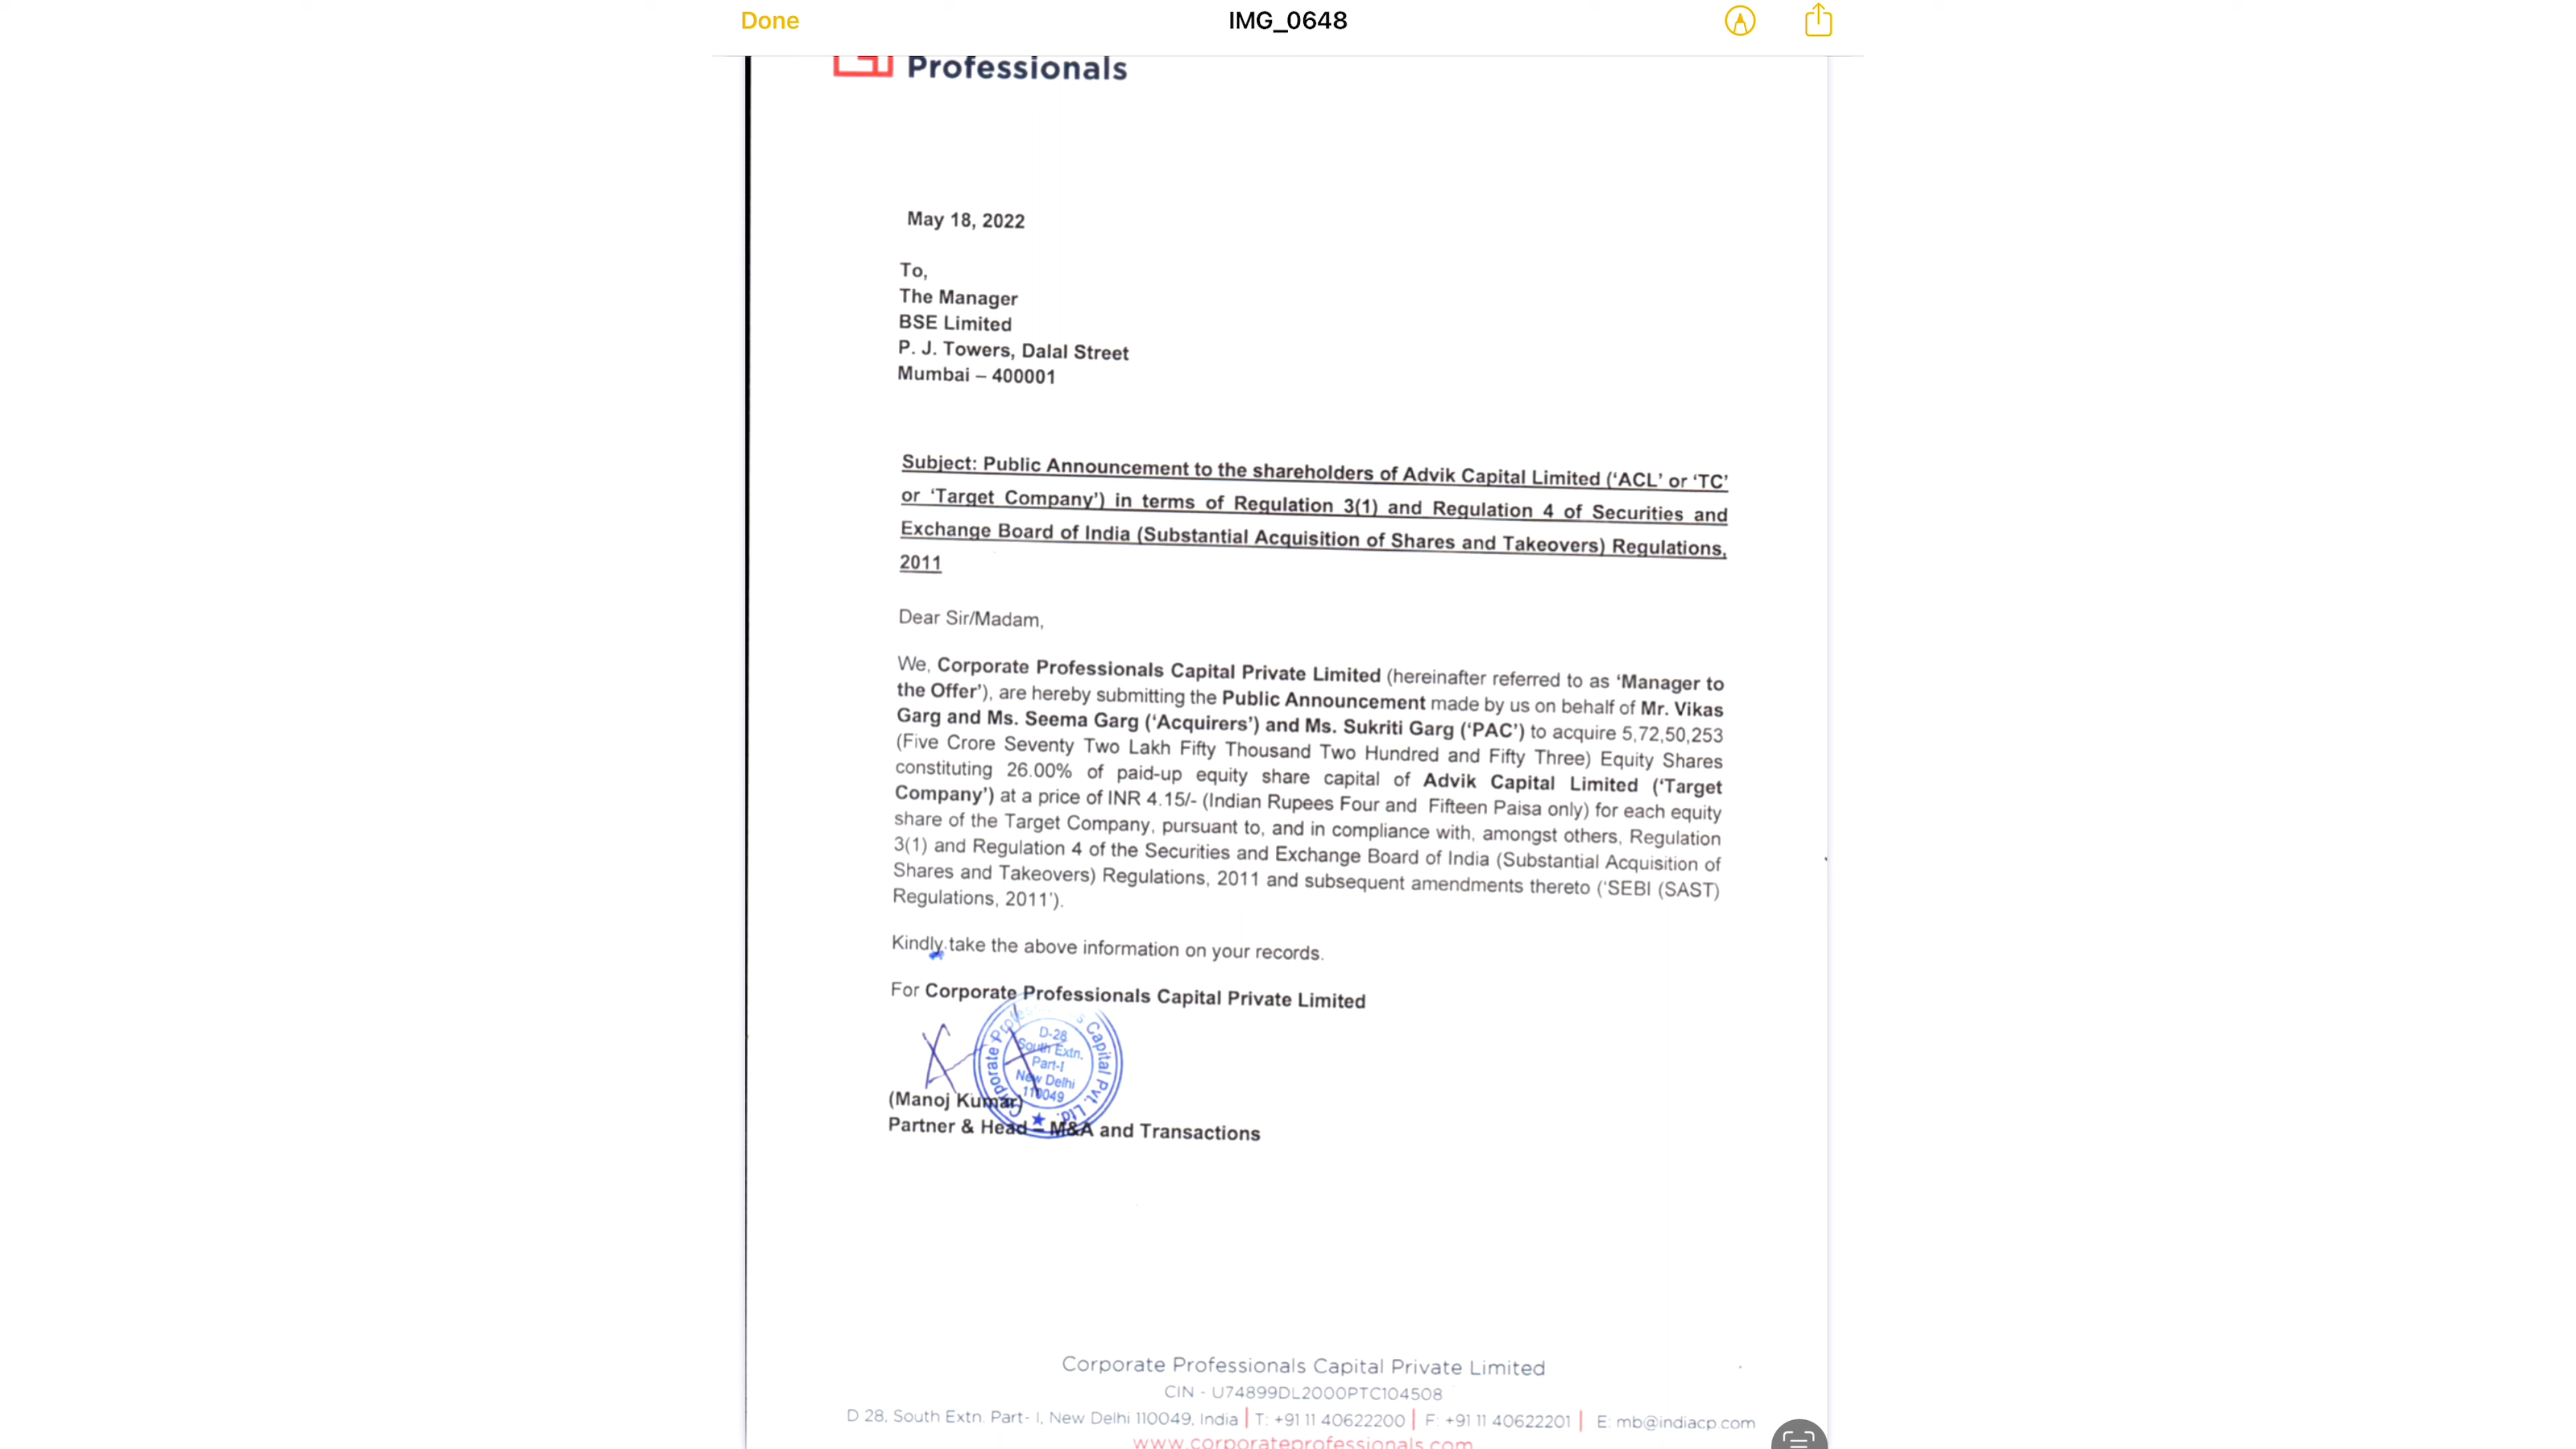 Done
IMG_0648
Professionals
May 18, 2022
To,
The Manager
BSE Limited
P. J. Towers, Dalal Street
Mumbai – 400001
Subject: Public Announcement to the shareholders of Advik Capital Limited (‘ACL’ or ‘TC’
or ‘Target Company’) in terms of Regulation 3(1) and Regulation 4 of Securities and
Exchange Board of India (Substantial Acquisition of Shares and Takeovers) Regulations,
2011
Dear Sir/Madam,
We, Corporate Professionals Capital Private Limited (hereinafter referred to as ‘Manager to
the Offer’), are hereby submitting the Public Announcement made by us on behalf of Mr. Vikas
Garg and Ms. Seema Garg (‘Acquirers’) and Ms. Sukriti Garg (‘PAC’) to acquire 5,72,50,253
(Five Crore Seventy Two Lakh Fifty Thousand Two Hundred and Fifty Three) Equity Shares
constituting 26.00% of paid-up equity share capital of Advik Capital Limited (‘Target
Company’) at a price of INR 4.15/- (Indian Rupees Four and Fifteen Paisa only) for each equity
share of the Target Company, pursuant to, and in compliance with, amongst others, Regulation
3(1) and Regulation 4 of the Securities and Exchange Board of India (Substantial Acquisition of
Shares and Takeovers) Regulations, 2011 and subsequent amendments thereto (‘SEBI (SAST)
Regulations, 2011’).
Kindly take the above information on your records.
For Corporate Professionals Capital Private Limited
Corporate Profes s Capital Pvt. Ltd.
D-28
South Extn.
Part-I
New Delhi
110049
(Manoj Kumar)
Partner & Head – M&A and Transactions
Corporate Professionals Capital Private Limited
CIN - U74899DL2000PTC104508
D 28, South Extn. Part- I, New Delhi 110049, India | T: +91 11 40622200 | F: +91 11 40622201 | E: mb@indiacp.com
www.corporateprofessionals.com